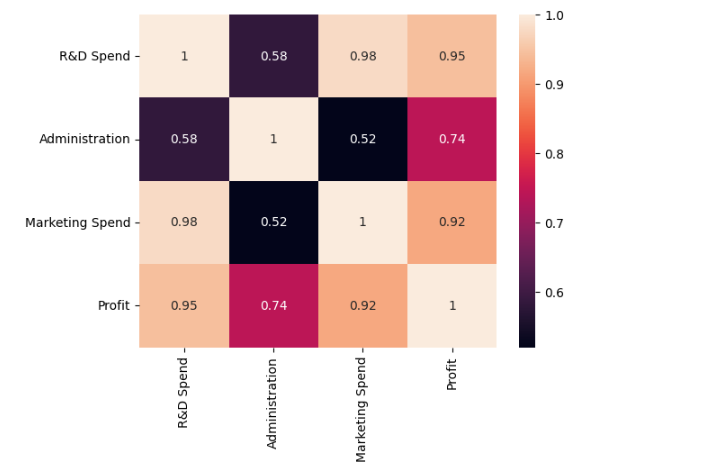 R&D Spend 1 0.58 0.98 0.95
Administration 0.58 1 0.52 0.74
Marketing Spend 0.98 0.52 1 0.92
Profit 0.95 0.74 0.92 1
R&D Spend
Administration
Marketing Spend
Profit
1.0
0.9
0.8
0.7
0.6